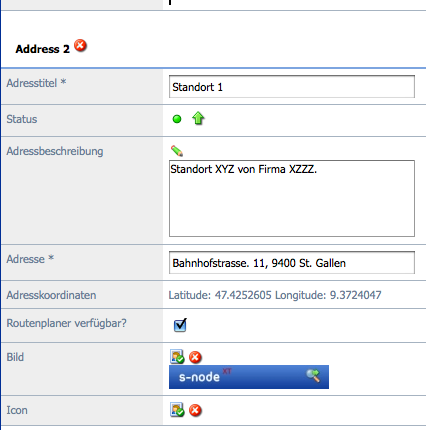 Address 2
Adresstitel *
Standort 1
Status
Adressbeschreibung
Standort XYZ von Firma XZZZ.
Adresse *
Bahnhofstrasse. 11, 9400 St. Gallen
Adresskoordinaten
Latitude: 47.4252605 Longitude: 9.3724047
Routenplaner verfügbar?
Bild
s-node XT
Icon